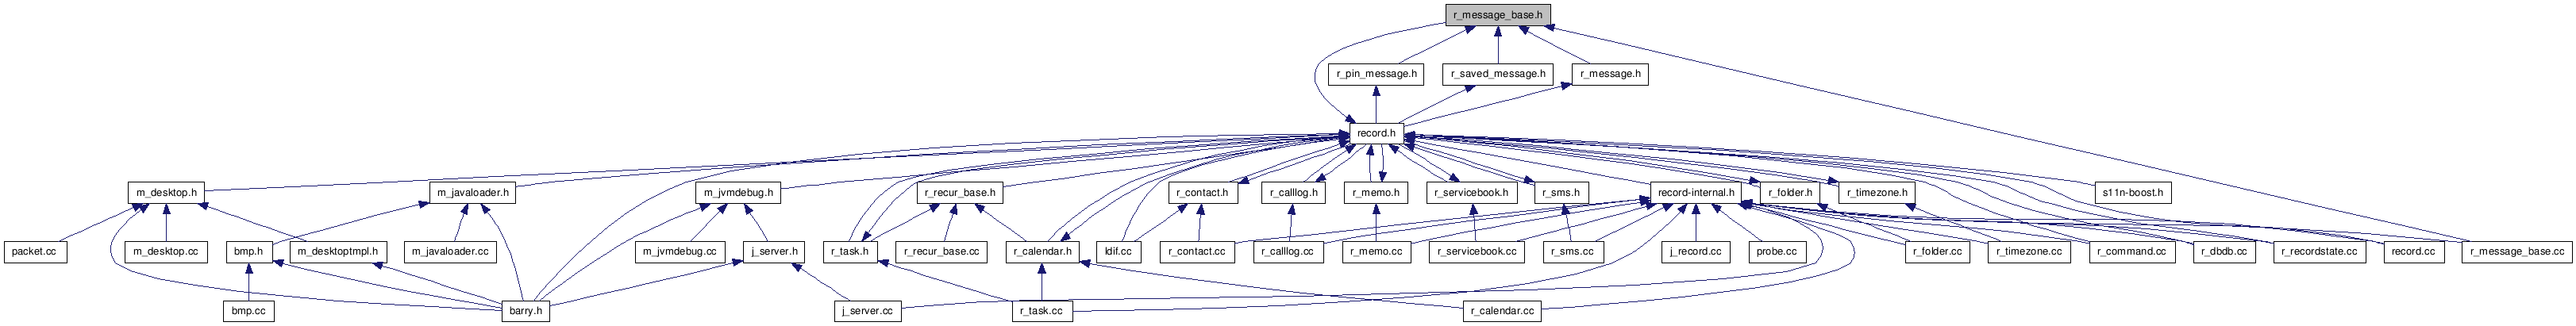 r_message_base.h
r_pin_message.h
r_saved_message.h
r_message.h
record.h
m_desktop.h
m_javaloader.h
m_jvmdebug.h
r_recur_base.h
r_contact.h
r_calllog.h
r_memo.h
r_servicebook.h
r_sms.h
record-internal.h
r_folder.h
r_timezone.h
s11n-boost.h
packet.cc
m_desktop.cc
bmp.h
m_desktoptmpl.h
m_javaloader.cc
m_jvmdebug.cc
j_server.h
r_task.h
r_recur_base.cc
r_calendar.h
ldif.cc
r_contact.cc
r_calllog.cc
r_memo.cc
r_servicebook.cc
r_sms.cc
j_record.cc
probe.cc
r_folder.cc
r_timezone.cc
r_command.cc
r_dbdb.cc
r_recordstate.cc
record.cc
r_message_base.cc
bmp.cc
barry.h
j_server.cc
r_task.cc
r_calendar.cc